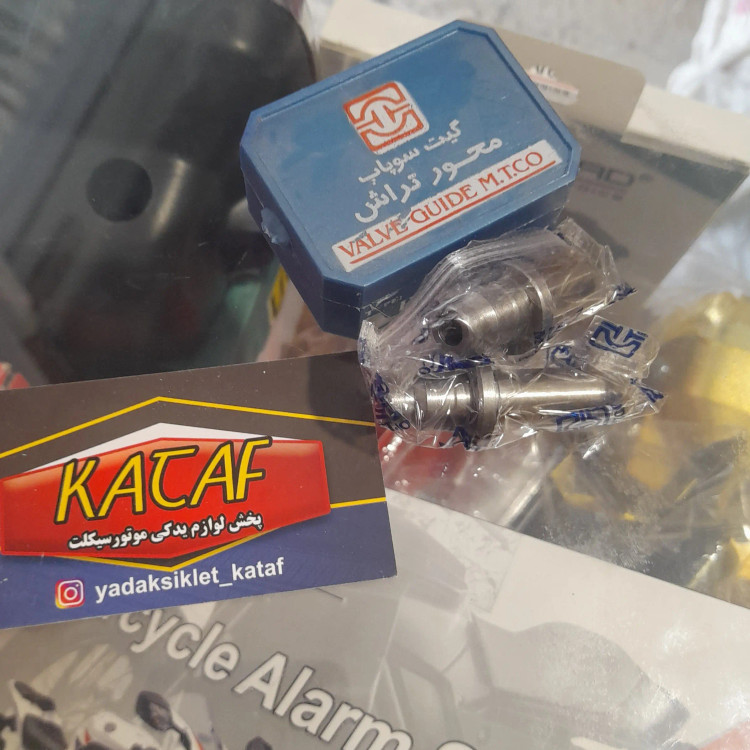 گیت سوپاپ
محور تراش
VALVE GUIDE M.T.CO
KATAF
پخش لوازم یدکی موتورسیکلت
yadaksiklet_kataf
cycle Alarm